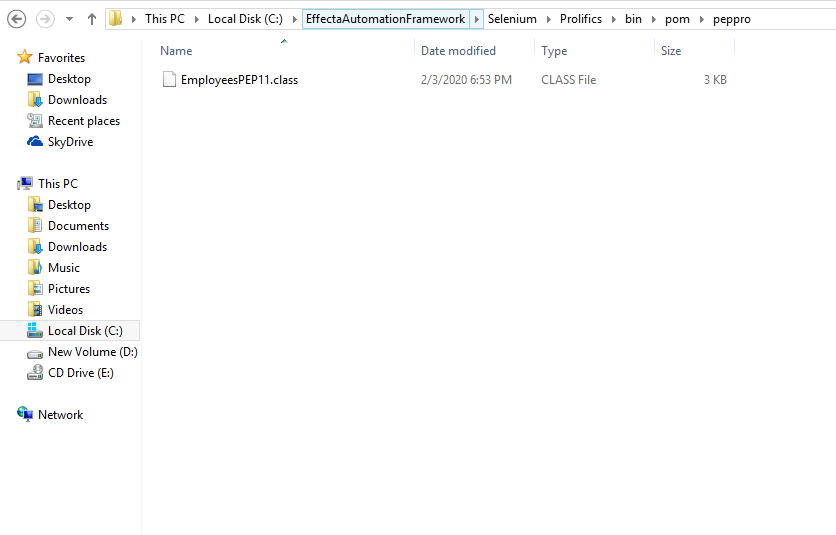 This PC Local Disk (C:) EffectaAutomationFramework Selenium Prolifics bin pom peppro
Name Date modified Type Size
EmployeesPEP11.class 2/3/2020 6:53 PM CLASS File 3 KB
Favorites
Desktop
Downloads
Recent places
SkyDrive
This PC
Desktop
Documents
Downloads
Music
Pictures
Videos
Local Disk (C:)
New Volume (D:)
CD Drive (E:)
Network